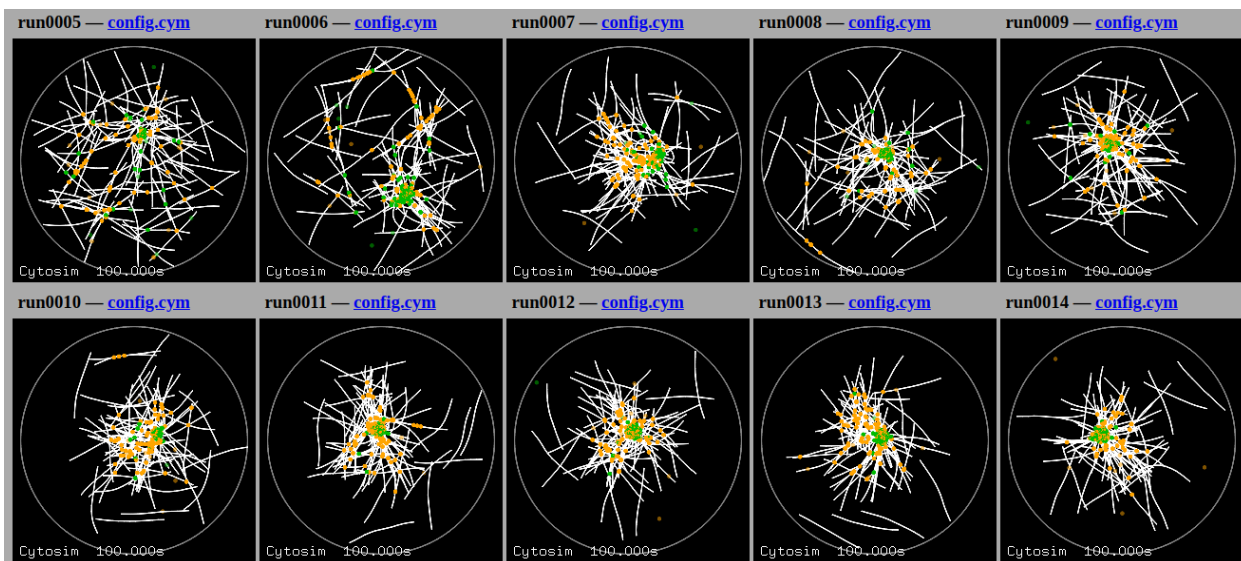 run0005 — config.cym run0006 — config.cym run0007 — config.cym run0008 — config.cym run0009 — config.cym
Cytosim 100.000s Cytosim 100.000s Cytosim 100.000s Cytosim 100.000s Cytosim 100.000s
run0010 — config.cym run0011 — config.cym run0012 — config.cym run0013 — config.cym run0014 — config.cym
Cytosim 100.000s Cytosim 100.000s Cytosim 100.000s Cytosim 100.000s Cytosim 100.000s